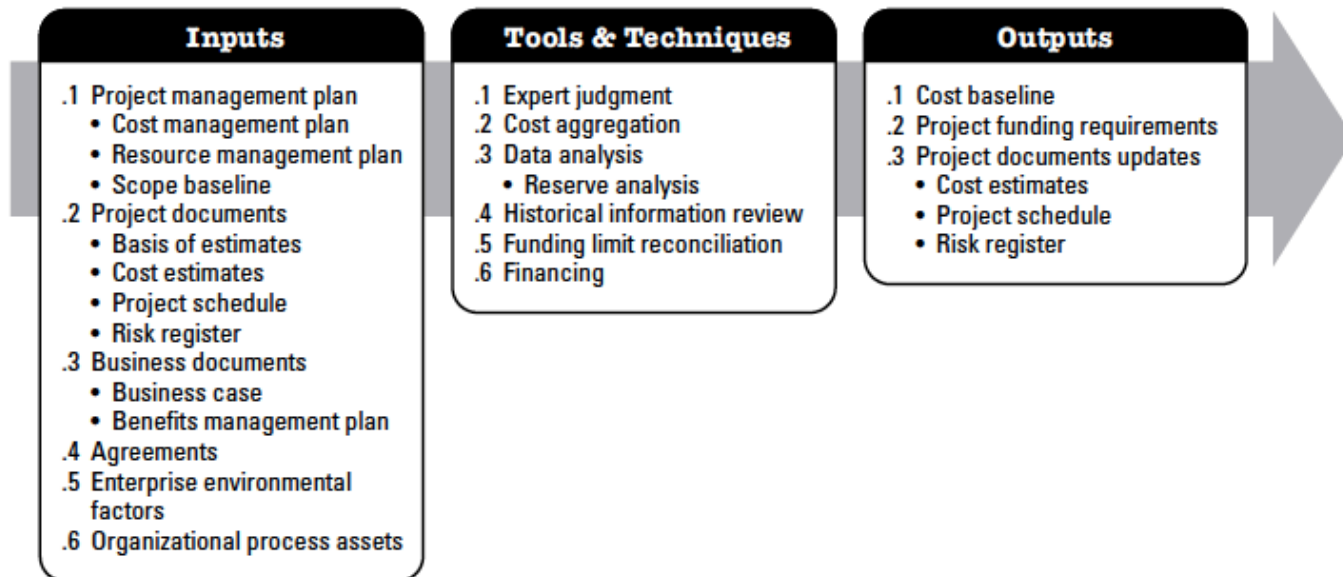 Inputs
.1 Project management plan
• Cost management plan
• Resource management plan
• Scope baseline
.2 Project documents
• Basis of estimates
• Cost estimates
• Project schedule
• Risk register
.3 Business documents
• Business case
• Benefits management plan
.4 Agreements
.5 Enterprise environmental
factors
.6 Organizational process assets
Tools & Techniques
.1 Expert judgment
.2 Cost aggregation
.3 Data analysis
• Reserve analysis
.4 Historical information review
.5 Funding limit reconciliation
.6 Financing
Outputs
.1 Cost baseline
.2 Project funding requirements
.3 Project documents updates
• Cost estimates
• Project schedule
• Risk register